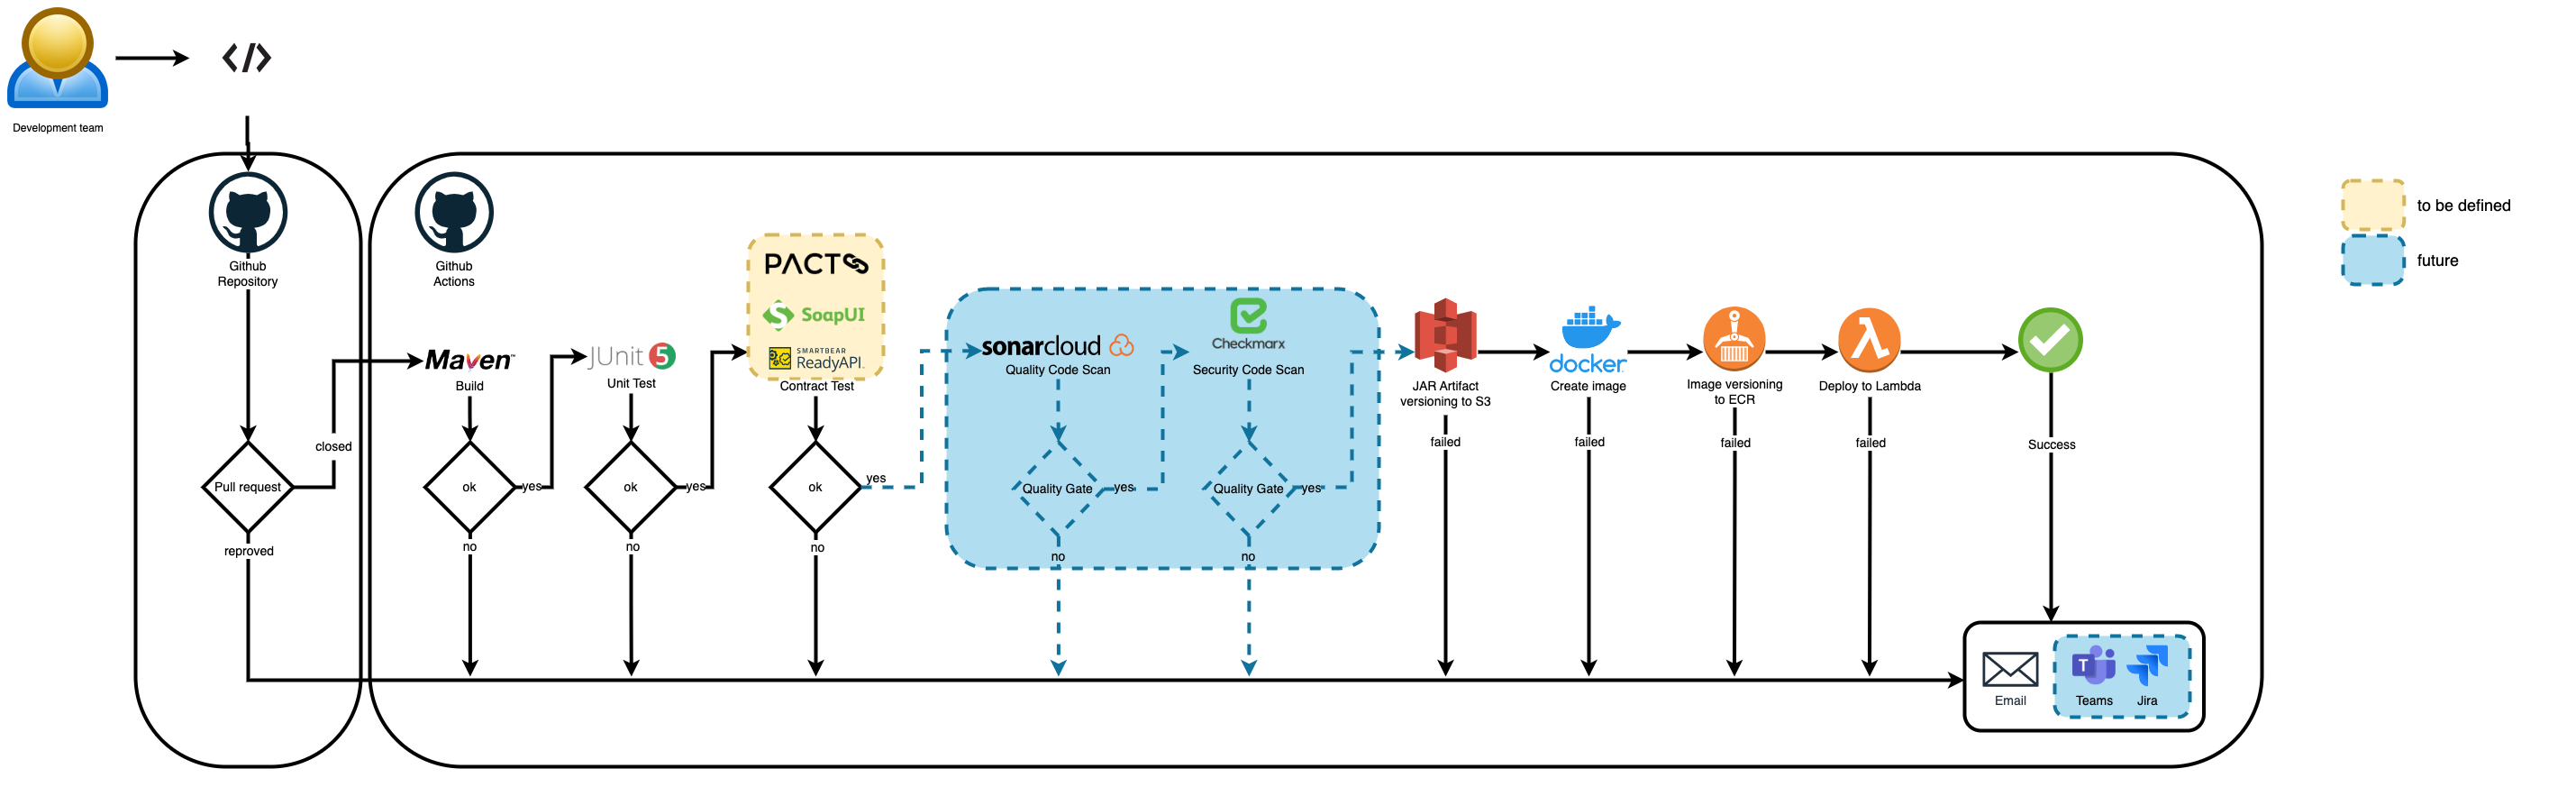 Development team
</>
Github
Repository
Pull request
closed
reproved
Github
Actions
Maven™
Build
ok
yes
no
JUnit 5
Unit Test
ok
yes
no
PACT
SoapUI
SMARTBEAR
ReadyAPI
Contract Test
ok
yes
no
sonarcloud
Quality Code Scan
Quality Gate
yes
no
Checkmarx
Security Code Scan
Quality Gate
yes
no
JAR Artifact
versioning to S3
failed
docker
Create image
failed
Image versioning
to ECR
failed
Deploy to Lambda
failed
Success
Email
T
Teams
Jira
to be defined
future